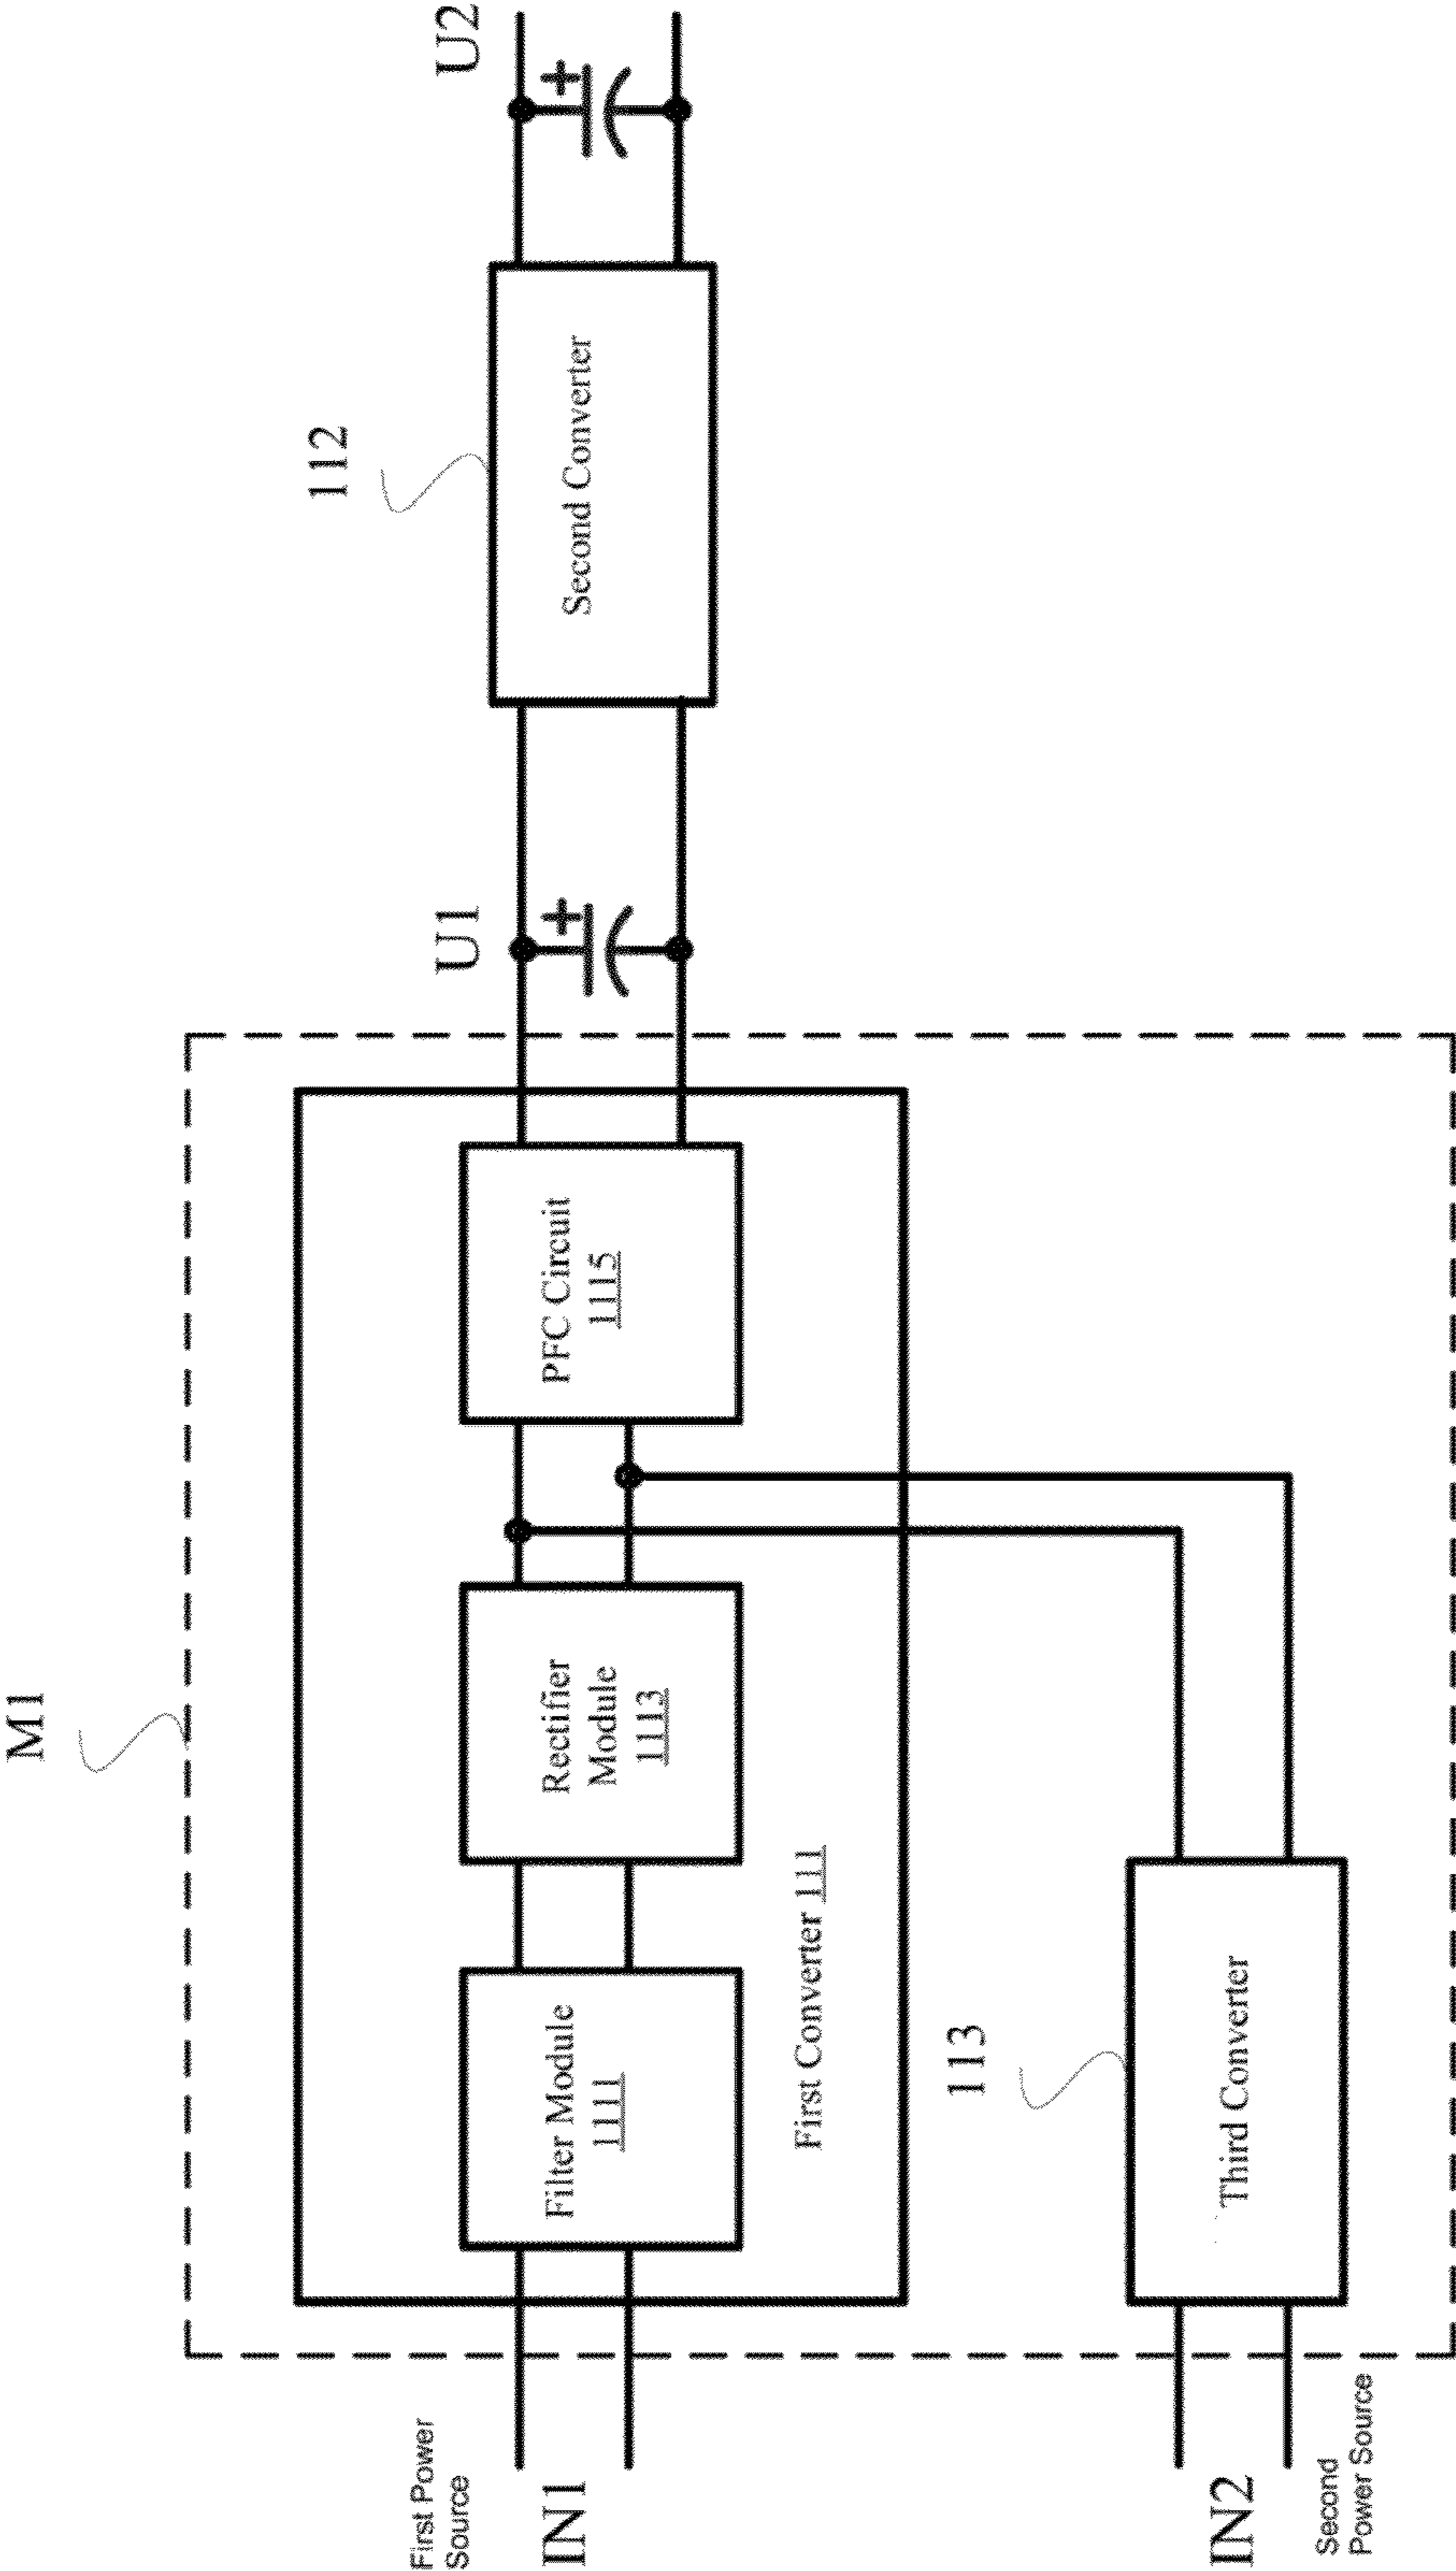 M1
First Power
Source
IN1
Filter Module
1111
Rectifier
Module
1113
PFC Circuit
1115
First Converter 111
U1
112
Second Converter
U2
113
Third Converter
IN2
Second
Power Source